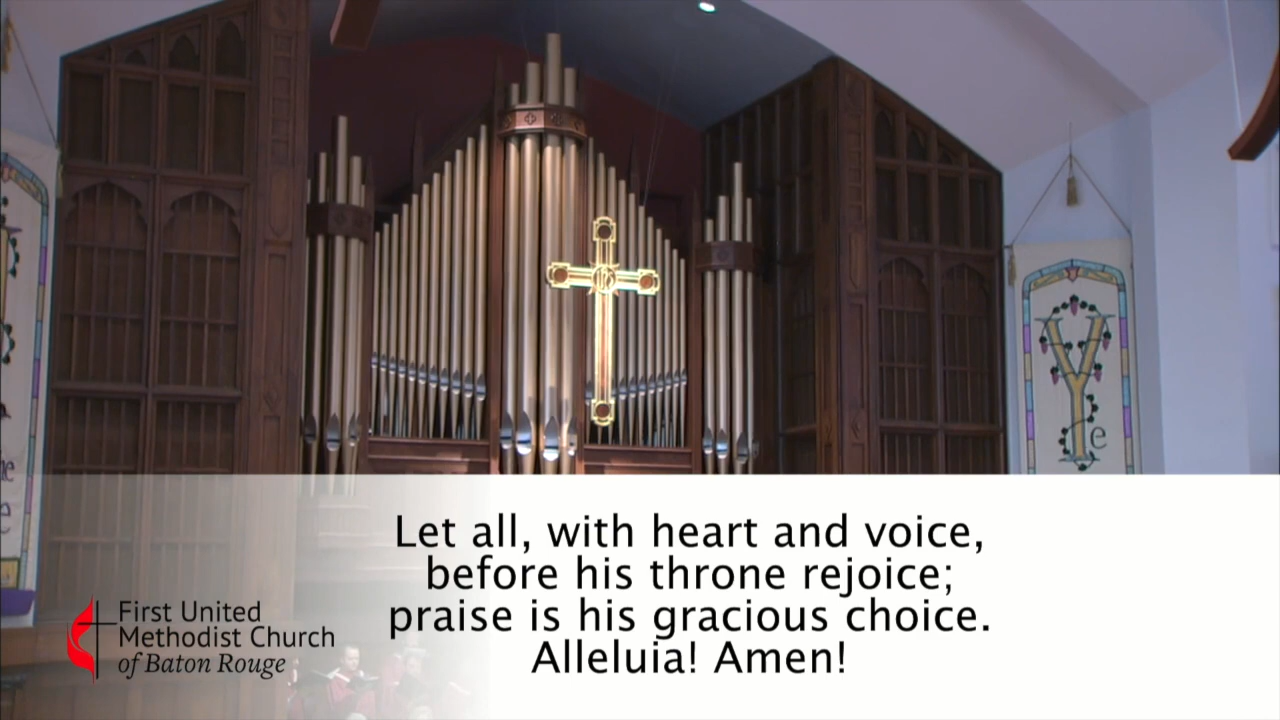 IHS
Y
e
Let all, with heart and voice,
before his throne rejoice;
praise is his gracious choice.
Alleluia! Amen!
First United
Methodist Church
of Baton Rouge